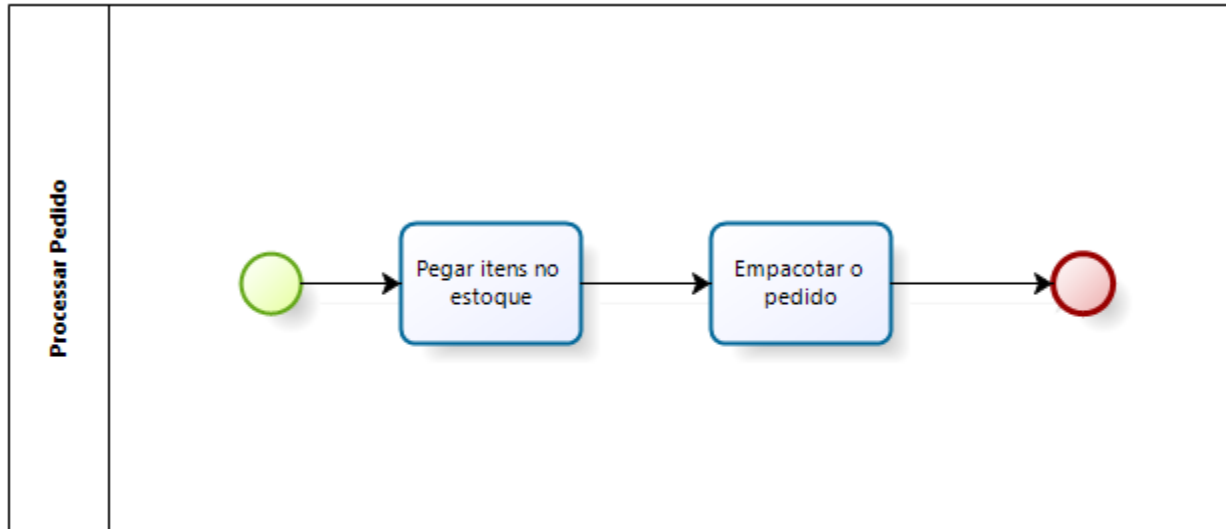 Processar Pedido
Pegar itens no
estoque
Empacotar o
pedido